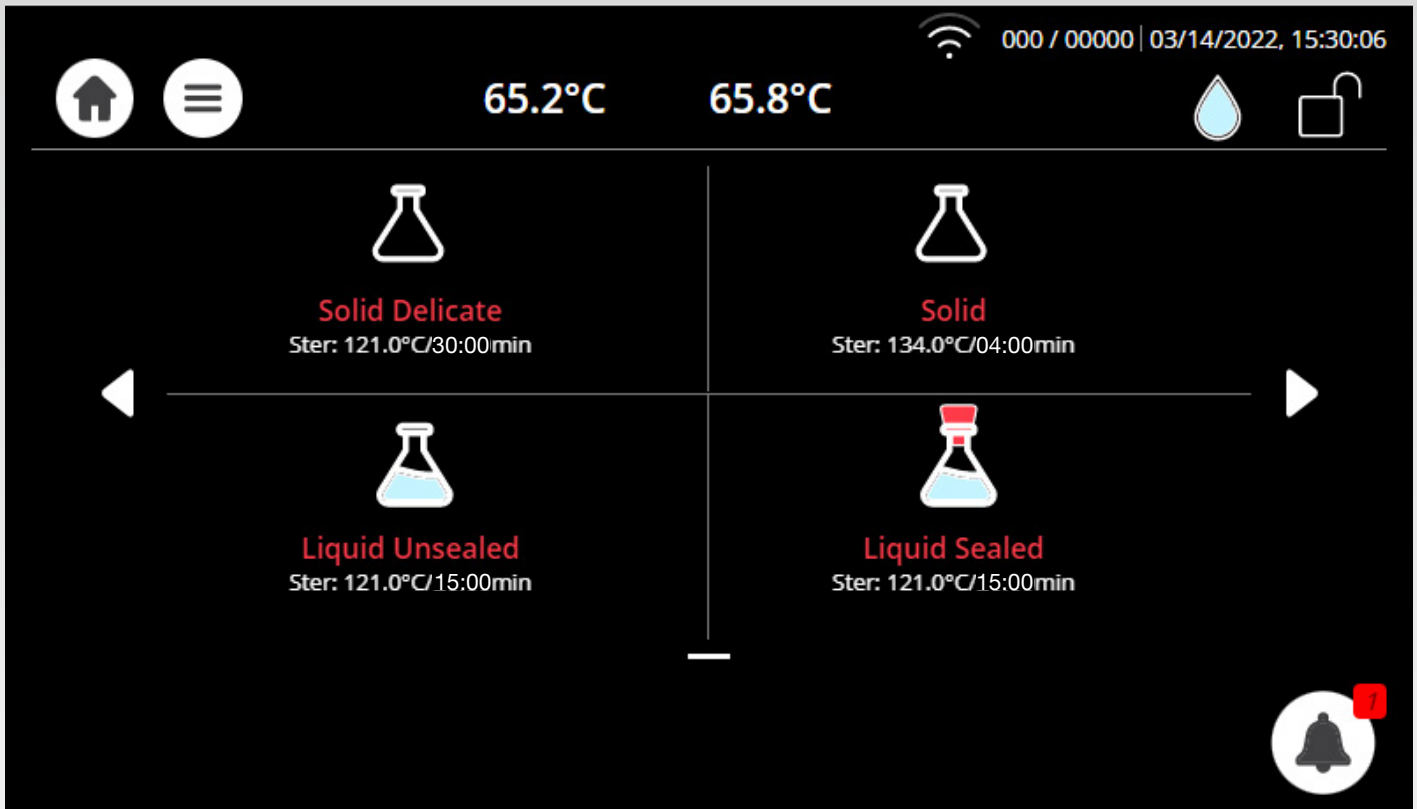 000 / 00000 | 03/14/2022, 15:30:06
65.2°C 65.8°C
Solid Delicate
Ster: 121.0°C/30:00min
Solid
Ster: 134.0°C/04:00min
Liquid Unsealed
Ster: 121.0°C/15:00min
Liquid Sealed
Ster: 121.0°C/15:00min
1